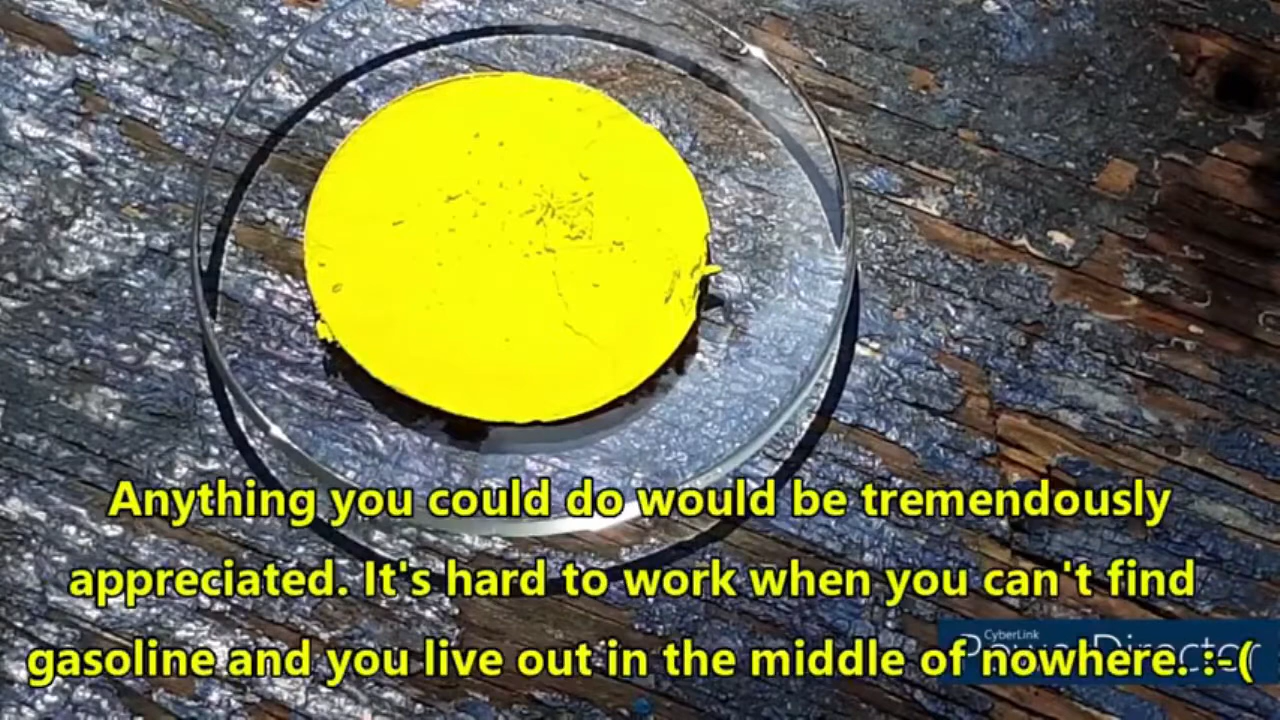 Anything you could do would be tremendously
appreciated. It's hard to work when you can't find
gasoline and you live out in the middle of nowhere. :-(
CyberLink
PowerDirector